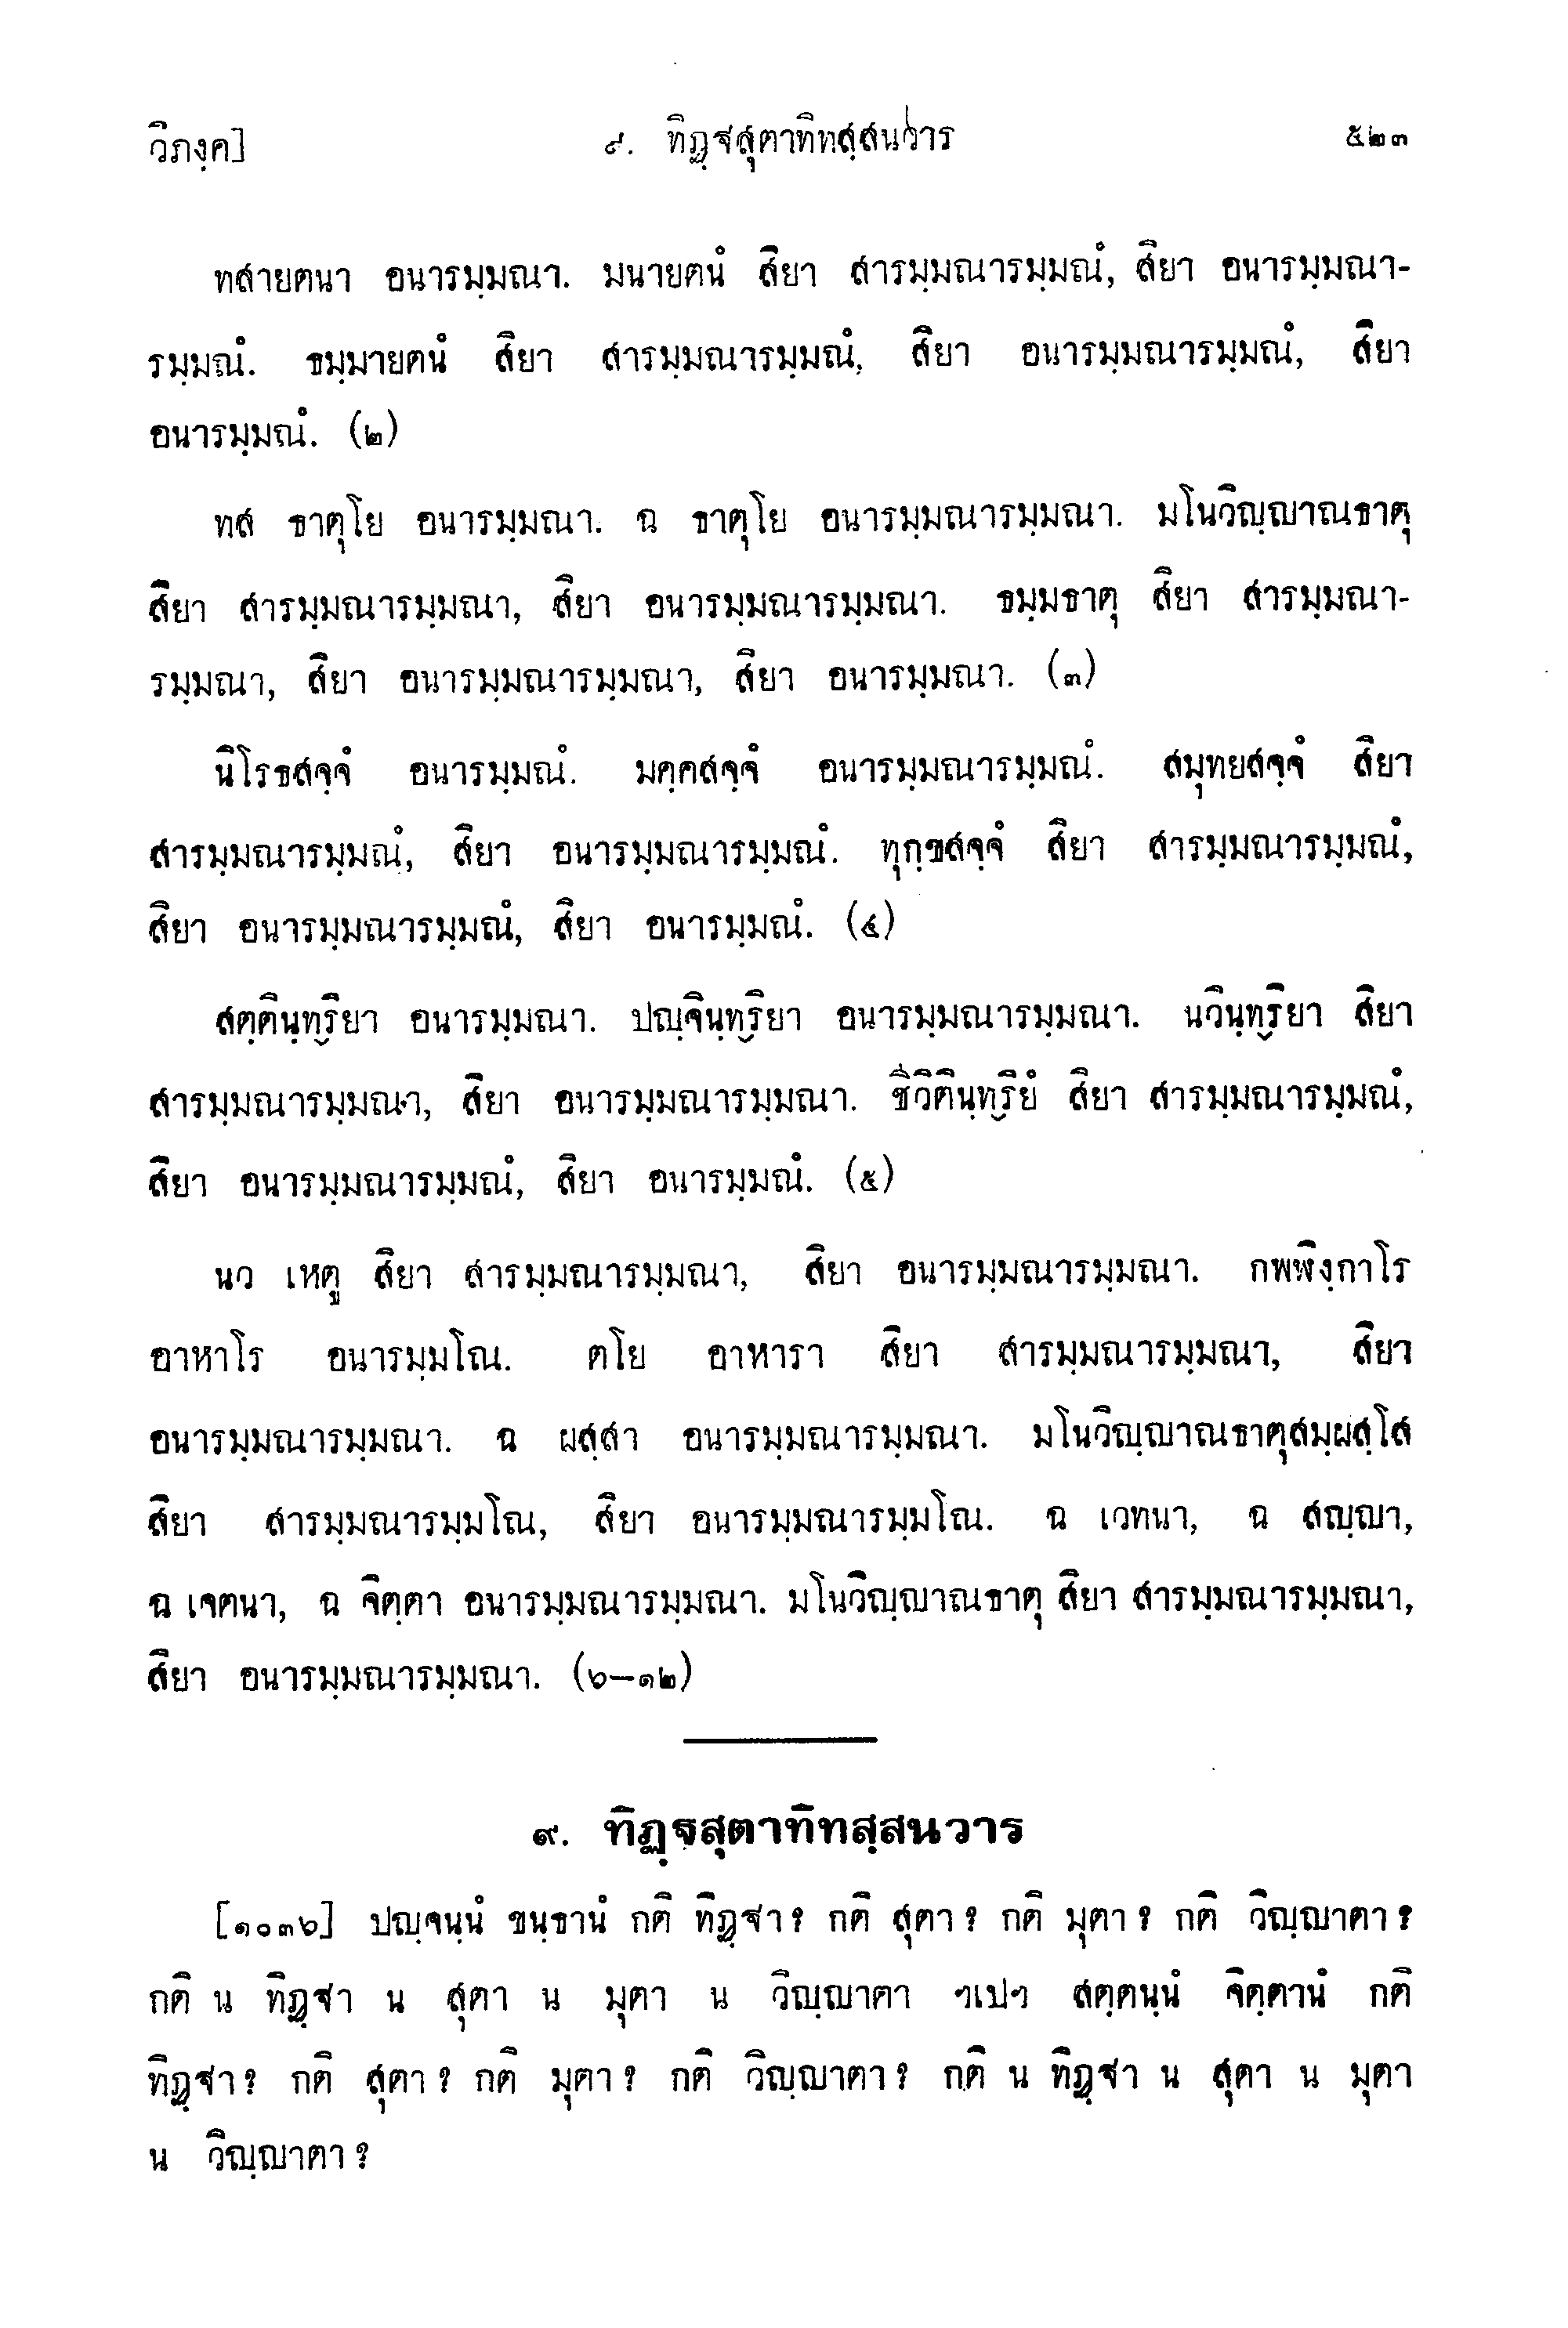 วิภงฺค]
๙. ทิฏฺฐสุตาทิทสฺสนวาร
๕๒๓
ทสายตนา อนารมฺมณา. มนายตนํ สิยา สารมฺมณารมฺมณํ, สิยา อนารมฺมณา-
รมฺมณํ. ธมฺมายตนํ สิยา สารมฺมณารมฺมณํ, สิยา อนารมฺมณารมฺมณํ, สิยา
อนารมฺมณํ. (๒)
ทส ธาตุโย อนารมฺมณา. ฉ ธาตุโย อนารมฺมณารมฺมณา. มโนวิญฺญาณธาตุ
สิยา สารมฺมณารมฺมณา, สิยา อนารมฺมณารมฺมณา. ธมฺมธาตุ สิยา สารมฺมณา-
รมฺมณา, สิยา อนารมฺมณารมฺมณา, สิยา อนารมฺมณา. (๓)
นิโรธสจฺจํ อนารมฺมณํ. มคฺคสจฺจํ อนารมฺมณารมฺมณํ. สมุทยสจฺจํ สิยา
สารมฺมณารมฺมณํ, สิยา อนารมฺมณารมฺมณํ. ทุกฺขสจฺจํ สิยา สารมฺมณารมฺมณํ,
สิยา อนารมฺมณารมฺมณํ, สิยา อนารมฺมณํ. (๔)
สตฺตินฺทฺริยา อนารมฺมณา. ปญฺจินฺทฺริยา อนารมฺมณารมฺมณา. นวินฺทฺริยา สิยา
สารมฺมณารมฺมณา, สิยา อนารมฺมณารมฺมณา. ชีวิตินฺทฺริยํ สิยา สารมฺมณารมฺมณํ,
สิยา อนารมฺมณารมฺมณํ, สิยา อนารมฺมณํ. (๕)
นว เหตู สิยา สารมฺมณารมฺมณา, สิยา อนารมฺมณารมฺมณา. กพฬิงฺกาโร
อาหาโร อนารมฺมโณ. ตโย อาหารา สิยา สารมฺมณารมฺมณา, สิยา
อนารมฺมณารมฺมณา. ฉ ผสฺสา อนารมฺมณารมฺมณา. มโนวิญฺญาณธาตุสมฺผสฺโส
สิยา สารมฺมณารมฺมโณ, สิยา อนารมฺมณารมฺมโณ. ฉ เวทนา, ฉ สญฺญา,
ฉ เจตนา, ฉ จิตฺตา อนารมฺมณารมฺมณา. มโนวิญฺญาณธาตุ สิยา สารมฺมณารมฺมณา,
สิยา อนารมฺมณารมฺมณา. (๖–๑๒)
๙. ทิฏฺฐสุตาทิทสฺสนวาร
[๑๐๓๖] ปญฺจนฺนํ ขนฺธานํ กติ ทิฏฺฐา? กติ สุตา? กติ มุตา? กติ วิญฺญาตา?
กติ น ทิฏฺฐา น สุตา น มุตา น วิญฺญาตา ฯเปฯ สตฺตนฺนํ จิตฺตานํ กติ
ทิฏฺฐา? กติ สุตา? กติ มุตา? กติ วิญฺญาตา? กติ น ทิฏฺฐา น สุตา น มุตา
น วิญฺญาตา?